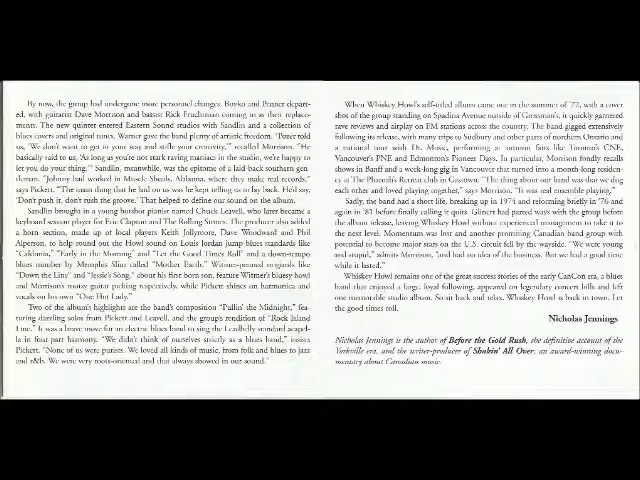 By now, the group had undergone more personnel changes. Boyko and Penner depart-
ed, with guitarist Dave Morrison and bassist Rick Fruchtman coming in as their replace-
ments. The new quintet entered Eastern Sound studios with Sandlin and a collection of
blues covers and original tunes. Warner gave the band plenty of artistic freedom. "Pozer told
us, 'We don't want to get in your way and stifle your creativity,'" recalled Morrison. "He
basically said to us, 'As long as you're not stark raving maniacs in the studio, we're happy to
let you do your thing.'" Sandlin, meanwhile, was the epitome of a laid-back southern gen-
tleman. "Johnny had worked in Muscle Shoals, Alabama, where they make real records,"
says Pickett. "The main thing that he laid on us was he kept telling us to lay back. He'd say,
'Don't push it, don't rush the groove.' That helped to define our sound on the album.
Sandlin brought in a young hotshot pianist named Chuck Leavell, who later became a
keyboard session player for Eric Clapton and The Rolling Stones. The producer also added
a horn section, made up of local players Keith Jollymore, Dave Woodward and Phil
Alperson, to help round out the Howl sound on Louis Jordan jump-blues standards like
"Caldonia," "Early in the Morning" and "Let the Good Times Roll" and a down-tempo
blues number by Memphis Slim called "Mother Earth." Witmer-penned originals like
"Down the Line" and "Jessie's Song," about his first born son, feature Witmer's bluesy howl
and Morrison's rootsy guitar picking respectively, while Pickett shines on harmonica and
vocals on his own "One Hot Lady."
Two of the album's highlights are the band's composition "Pullin' the Midnight," fea-
turing dazzling solos from Pickett and Leavell, and the group's rendition of "Rock Island
Line." It was a brave move for an electric blues band to sing the Leadbelly standard acapel-
la in four-part harmony. "We didn't think of ourselves strictly as a blues band," insists
Pickett. "None of us were purists. We loved all kinds of music, from folk and blues to jazz
and r&b. We were very roots-oriented and that always showed in our sound."
When Whiskey Howl's self-titled album came out in the summer of '72, with a cover
shot of the group standing on Spadina Avenue outside of Grossman's, it quickly garnered
rave reviews and airplay on FM stations across the country. The band gigged extensively
following its release, with many trips to Sudbury and other parts of northern Ontario and
a national tour with Dr. Music, performing at autumn fairs like Toronto's CNE,
Vancouver's PNE and Edmonton's Pioneer Days. In particular, Morrison fondly recalls
shows in Banff and a week-long gig in Vancouver that turned into a month-long residen-
cy at The Pharaoh's Retreat club in Gastown. "The thing about our band was that we dug
each other and loved playing together," says Morrison. "It was real ensemble playing."
Sadly, the band had a short life, breaking up in 1974 and reforming briefly in '76 and
again in '81 before finally calling it quits. Glinert had parted ways with the group before
the album release, leaving Whiskey Howl without experienced management to take it to
the next level. Momentum was lost and another promising Canadian band group with
potential to become major stars on the U.S. circuit fell by the wayside. "We were young
and stupid," admits Morrison, "and had no idea of the business. But we had a good time
while it lasted."
Whiskey Howl remains one of the great success stories of the early CanCon era, a blues
band that enjoyed a large, loyal following, appeared on legendary concert bills and left
one memorable studio album. So sit back and relax. Whiskey Howl is back in town. Let
the good times roll.
Nicholas Jennings
Nicholas Jennings is the author of Before the Gold Rush, the definitive account of the
Yorkville era, and the writer-producer of Shakin' All Over, an award-winning docu-
mentary about Canadian music.